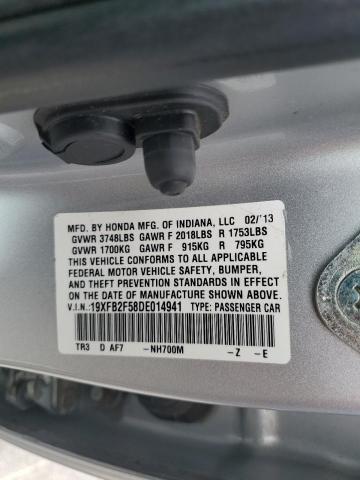 MFD. BY HONDA MFG. OF INDIANA, LLC 02/'13
GVWR 3748LBS GAWR F 2018LBS R 1753LBS
GVWR 1700KG GAWR F 915KG R 795KG
THIS VEHICLE CONFORMS TO ALL APPLICABLE
FEDERAL MOTOR VEHICLE SAFETY, BUMPER,
AND THEFT PREVENTION STANDARDS IN EFFECT
ON THE DATE OF MANUFACTURE SHOWN ABOVE.
V.I.N.:19XFB2F58DE014941 TYPE: PASSENGER CAR
TR3 D AF7 -NH700M -Z -E